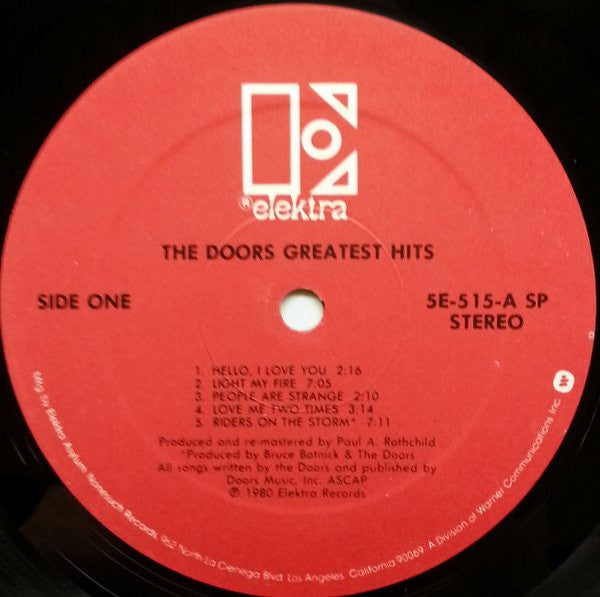 ®elektra
THE DOORS GREATEST HITS
SIDE ONE
5E-515-A SP
STEREO
1. HELLO, I LOVE YOU 2:16
2. LIGHT MY FIRE 7:05
3. PEOPLE ARE STRANGE 2:10
4. LOVE ME TWO TIMES 3:14
5. RIDERS ON THE STORM* 7:11
Produced and re-mastered by Paul A. Rothchild
*Produced by Bruce Botnick & The Doors
All songs written by the Doors and published by
Doors Music, Inc. ASCAP
℗ 1980 Elektra Records
Mfg. by Elektra/Asylum/Nonesuch Records, 962 North La Cienega Blvd. Los Angeles, California 90069. A Division of Warner Communications Inc.